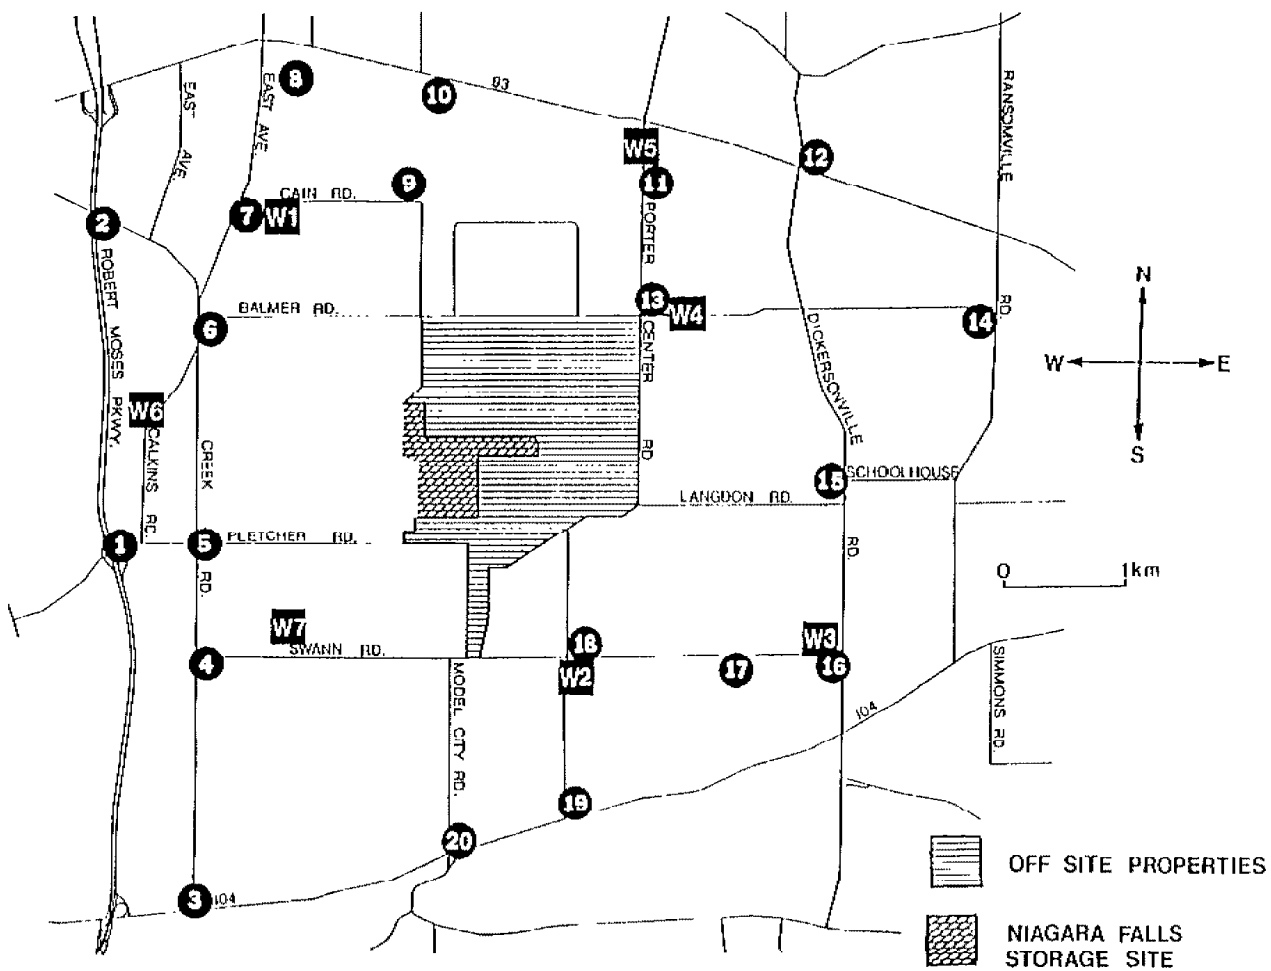 93
8
10
EAST
AVE.
EAST
AVE.
RANSOMVILLE
RD.
W5
12
9
11
CAIN RD.
7
W1
2
PORTER
CENTER
RD
ROBERT MOSES PKWY.
13
W4
BALMER RD.
6
14
DICKERSONVILLE
RD.
N
W
E
S
W6
CALKINS RD.
CREEK
RD.
15
SCHOOLHOUSE
LANGDON RD.
1
5
PLETCHER RD.
0 1km
W7
SWANN RD.
18
W3
4
W2
17
16
MODEL CITY RD.
SIMMONS RD.
104
19
20
3
104
OFF SITE PROPERTIES
NIAGARA FALLS
STORAGE SITE